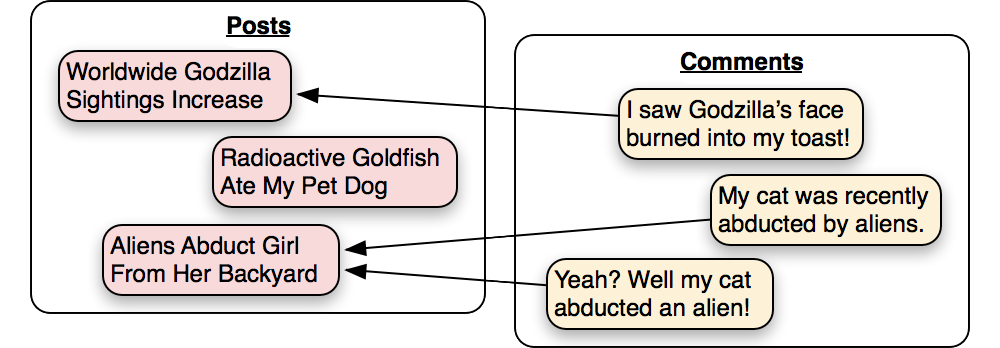 Posts
Worldwide Godzilla
Sightings Increase
Radioactive Goldfish
Ate My Pet Dog
Aliens Abduct Girl
From Her Backyard
Comments
I saw Godzilla’s face
burned into my toast!
My cat was recently
abducted by aliens.
Yeah? Well my cat
abducted an alien!